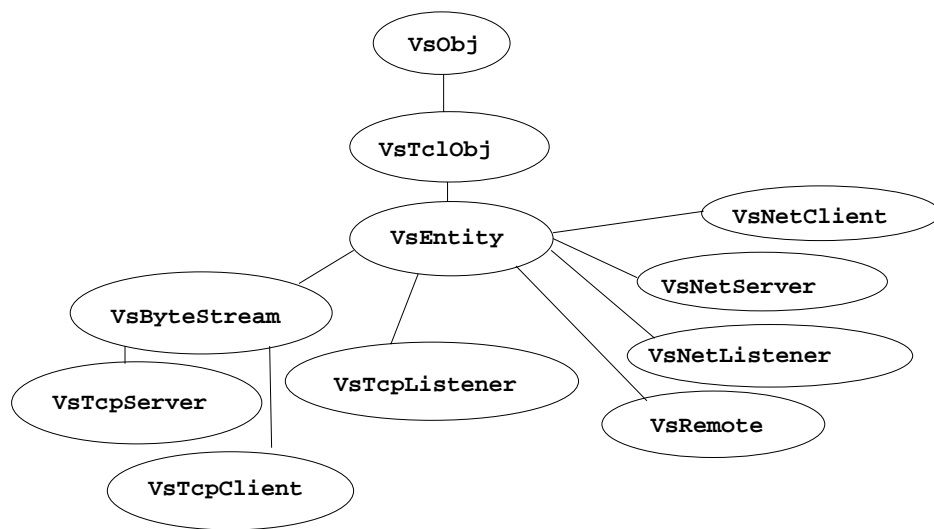 VsObj
VsTclObj
VsEntity
VsNetClient
VsNetServer
VsByteStream
VsNetListener
VsTcpListener
VsTcpServer
VsRemote
VsTcpClient